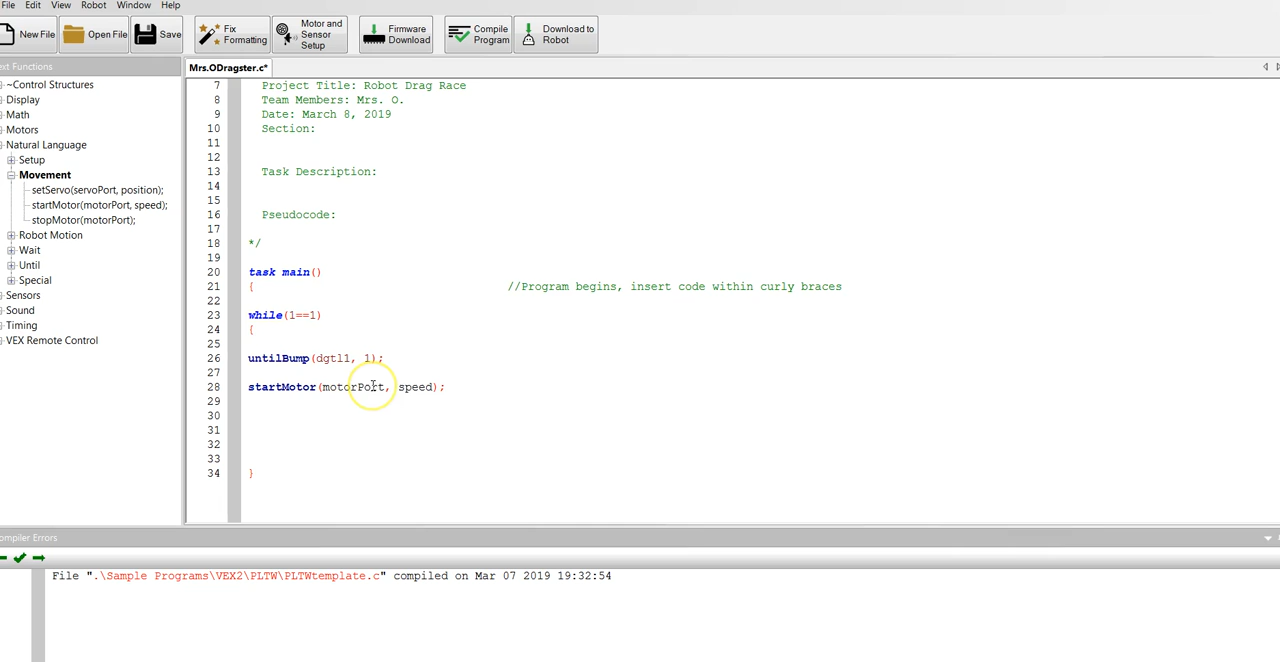 File Edit View Robot Window Help
New File Open File Save Fix Formatting Motor and Sensor Setup Firmware Download Compile Program Download to Robot
ext Functions
Mrs.ODragster.c*
~Control Structures
Display
Math
Motors
Natural Language
Setup
Movement
setServo(servoPort, position);
startMotor(motorPort, speed);
stopMotor(motorPort);
Robot Motion
Wait
Until
Special
Sensors
Sound
Timing
VEX Remote Control
7 Project Title: Robot Drag Race
8 Team Members: Mrs. O.
9 Date: March 8, 2019
10 Section:
11
12
13 Task Description:
14
15
16 Pseudocode:
17
18 */
19
20 task main()
21 { //Program begins, insert code within curly braces
22
23 while(1==1)
24 {
25
26 untilBump(dgtl1, 1);
27
28 startMotor(motorPort, speed);
29
30
31
32
33
34 }
ompiler Errors
File ".\Sample Programs\VEX2\PLTW\PLTWtemplate.c" compiled on Mar 07 2019 19:32:54